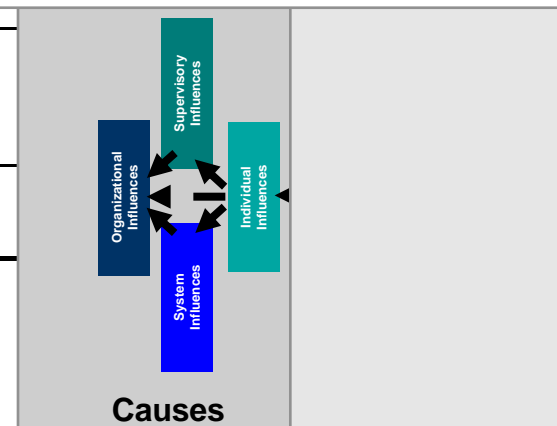 Supervisory
Influences
Organizational
Influences
Individual
Influences
System
Influences
Causes